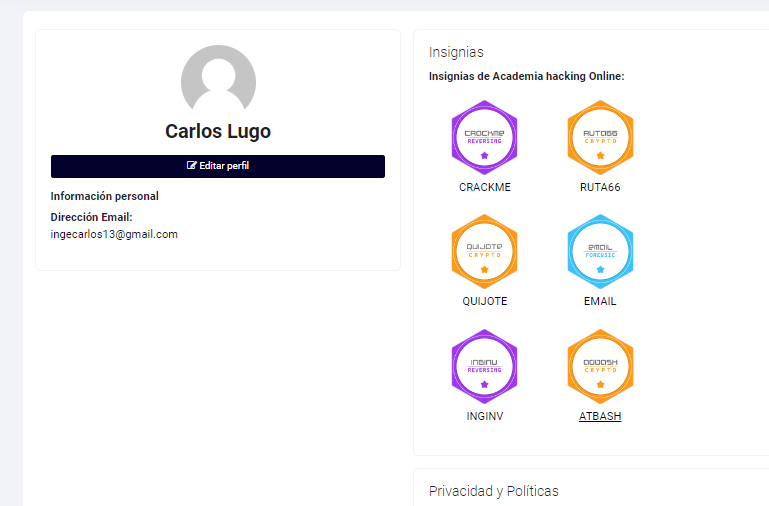 Carlos Lugo
Editar perfil
Información personal
Dirección Email:
ingecarlos13@gmail.com
Insignias
Insignias de Academia hacking Online:
CRACKME
REVERSING
CRACKME
RUTA66
CRYPTO
RUTA66
QUIJOTE
CRYPTO
QUIJOTE
EMAIL
FORENSIC
EMAIL
INGINV
REVERSING
INGINV
ATBASH
CRYPTO
ATBASH
Privacidad y Políticas